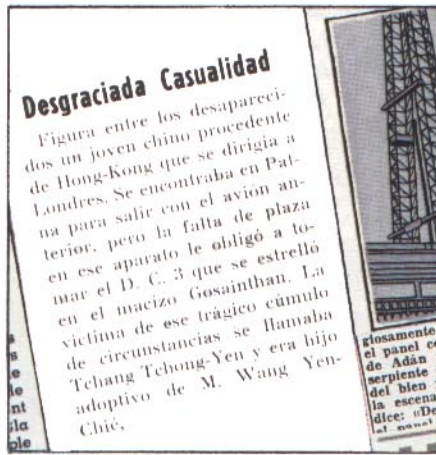 Desgraciada Casualidad
Figura entre los desapareci-
dos un joven chino procedente
de Hong-Kong que se dirigia a
Londres. Se encontraba en Pat-
na para salir con el avión an-
terior, pero la falta de plaza
en ese aparato le obligó a to-
mar el D. C. 3 que se estrelló
en el macizo Gosainthan. La
víctima de ese trágico cúmulo
de circunstancias se llamaba
Tchang Tchong-Yen y era hijo
adoptivo de M. Wang Yen-
Chié.
glosamente
el panel
de Adán
serpiente
del bien
la escena
dice: «De